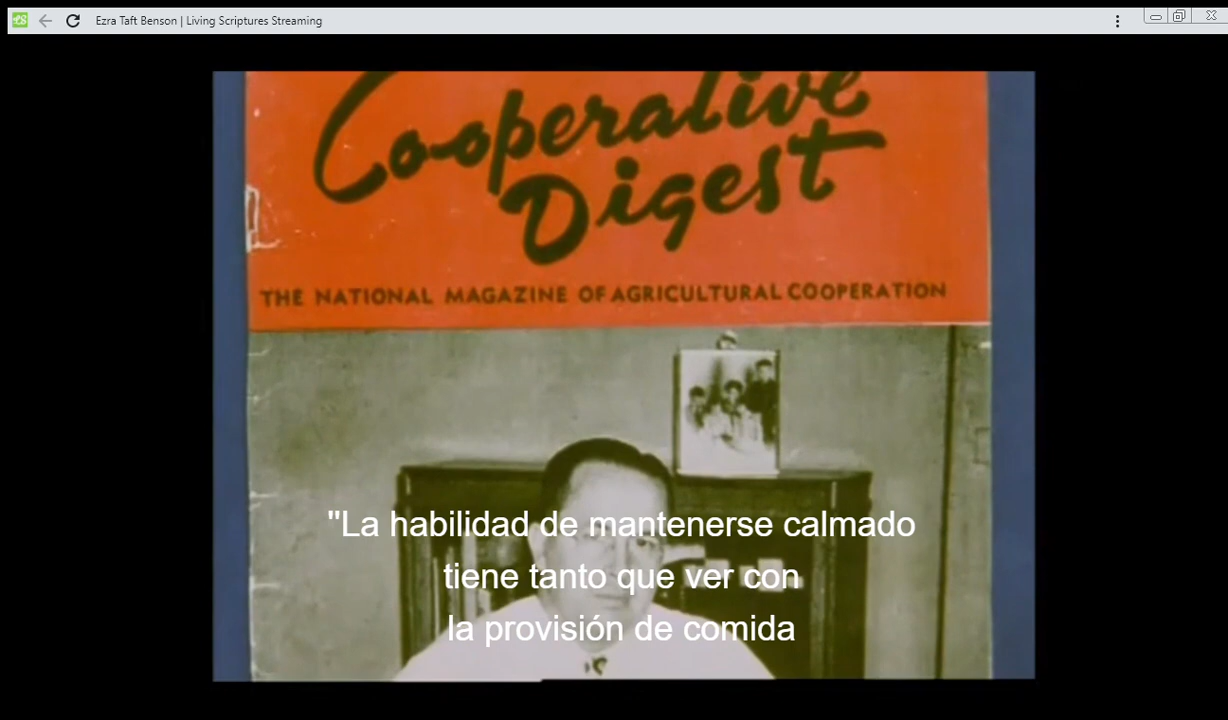 LS
Ezra Taft Benson | Living Scriptures Streaming
Cooperative
Digest
THE NATIONAL MAGAZINE OF AGRICULTURAL COOPERATION
"La habilidad de mantenerse calmado
tiene tanto que ver con
la provisión de comida